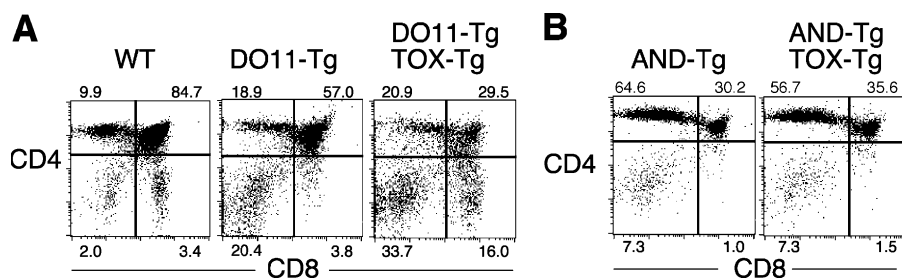 A
WT
DO11-Tg
DO11-Tg
TOX-Tg
9.9 84.7
18.9 57.0
20.9 29.5
CD4
2.0 3.4
20.4 3.8
33.7 16.0
CD8
B
AND-Tg
AND-Tg
TOX-Tg
64.6 30.2
56.7 35.6
CD4
7.3 1.0
7.3 1.5
CD8